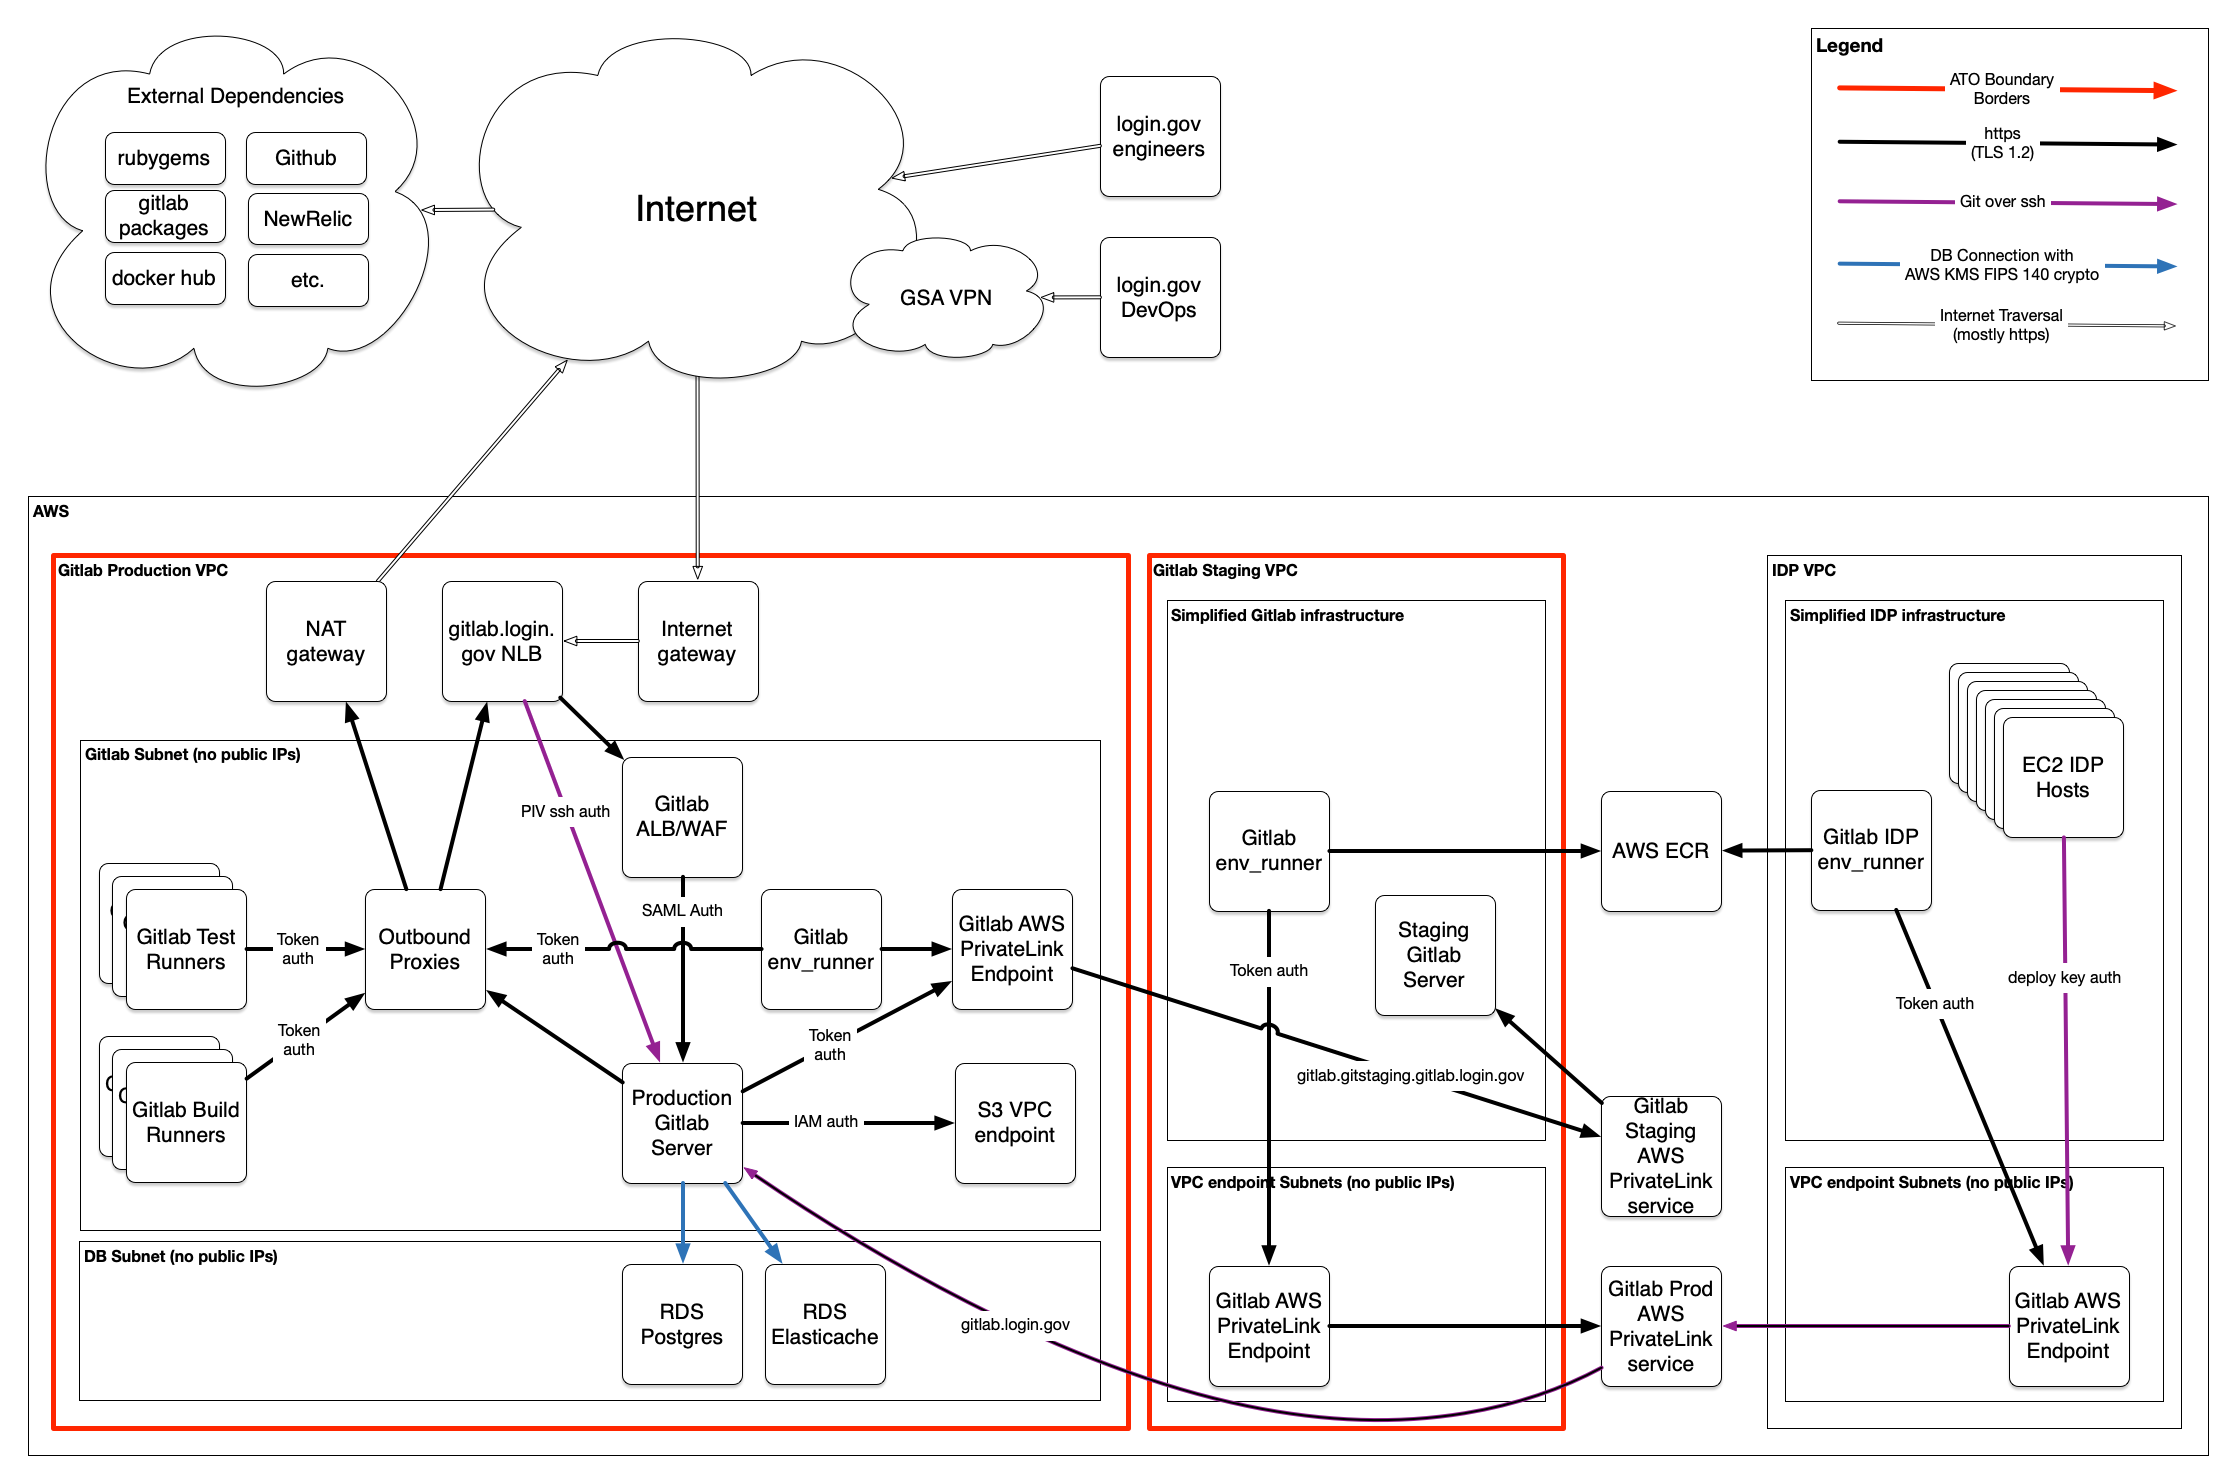 External Dependencies
rubygems
Github
gitlab
packages
NewRelic
docker hub
etc.
Internet
GSA VPN
login.gov
engineers
login.gov
DevOps
Legend
ATO Boundary
Borders
https
(TLS 1.2)
Git over ssh
DB Connection with
AWS KMS FIPS 140 crypto
Internet Traversal
(mostly https)
AWS
Gitlab Production VPC
NAT
gateway
gitlab.login.
gov NLB
Internet
gateway
Gitlab Subnet (no public IPs)
PIV ssh auth
Gitlab
ALB/WAF
SAML Auth
Gitlab Test
Runners
Token
auth
Outbound
Proxies
Token
auth
Gitlab
env_runner
Gitlab AWS
PrivateLink
Endpoint
Gitlab Build
Runners
Token
auth
Token
auth
Production
Gitlab
Server
IAM auth
S3 VPC
endpoint
DB Subnet (no public IPs)
RDS
Postgres
RDS
Elasticache
gitlab.login.gov
Gitlab Staging VPC
Simplified Gitlab infrastructure
Gitlab
env_runner
Token auth
Staging
Gitlab
Server
gitlab.gitstaging.gitlab.login.gov
VPC endpoint Subnets (no public IPs)
Gitlab AWS
PrivateLink
Endpoint
AWS ECR
Gitlab
Staging
AWS
PrivateLink
service
Gitlab Prod
AWS
PrivateLink
service
IDP VPC
Simplified IDP infrastructure
EC2 IDP
Hosts
Gitlab IDP
env_runner
deploy key auth
Token auth
VPC endpoint Subnets (no public IPs)
Gitlab AWS
PrivateLink
Endpoint